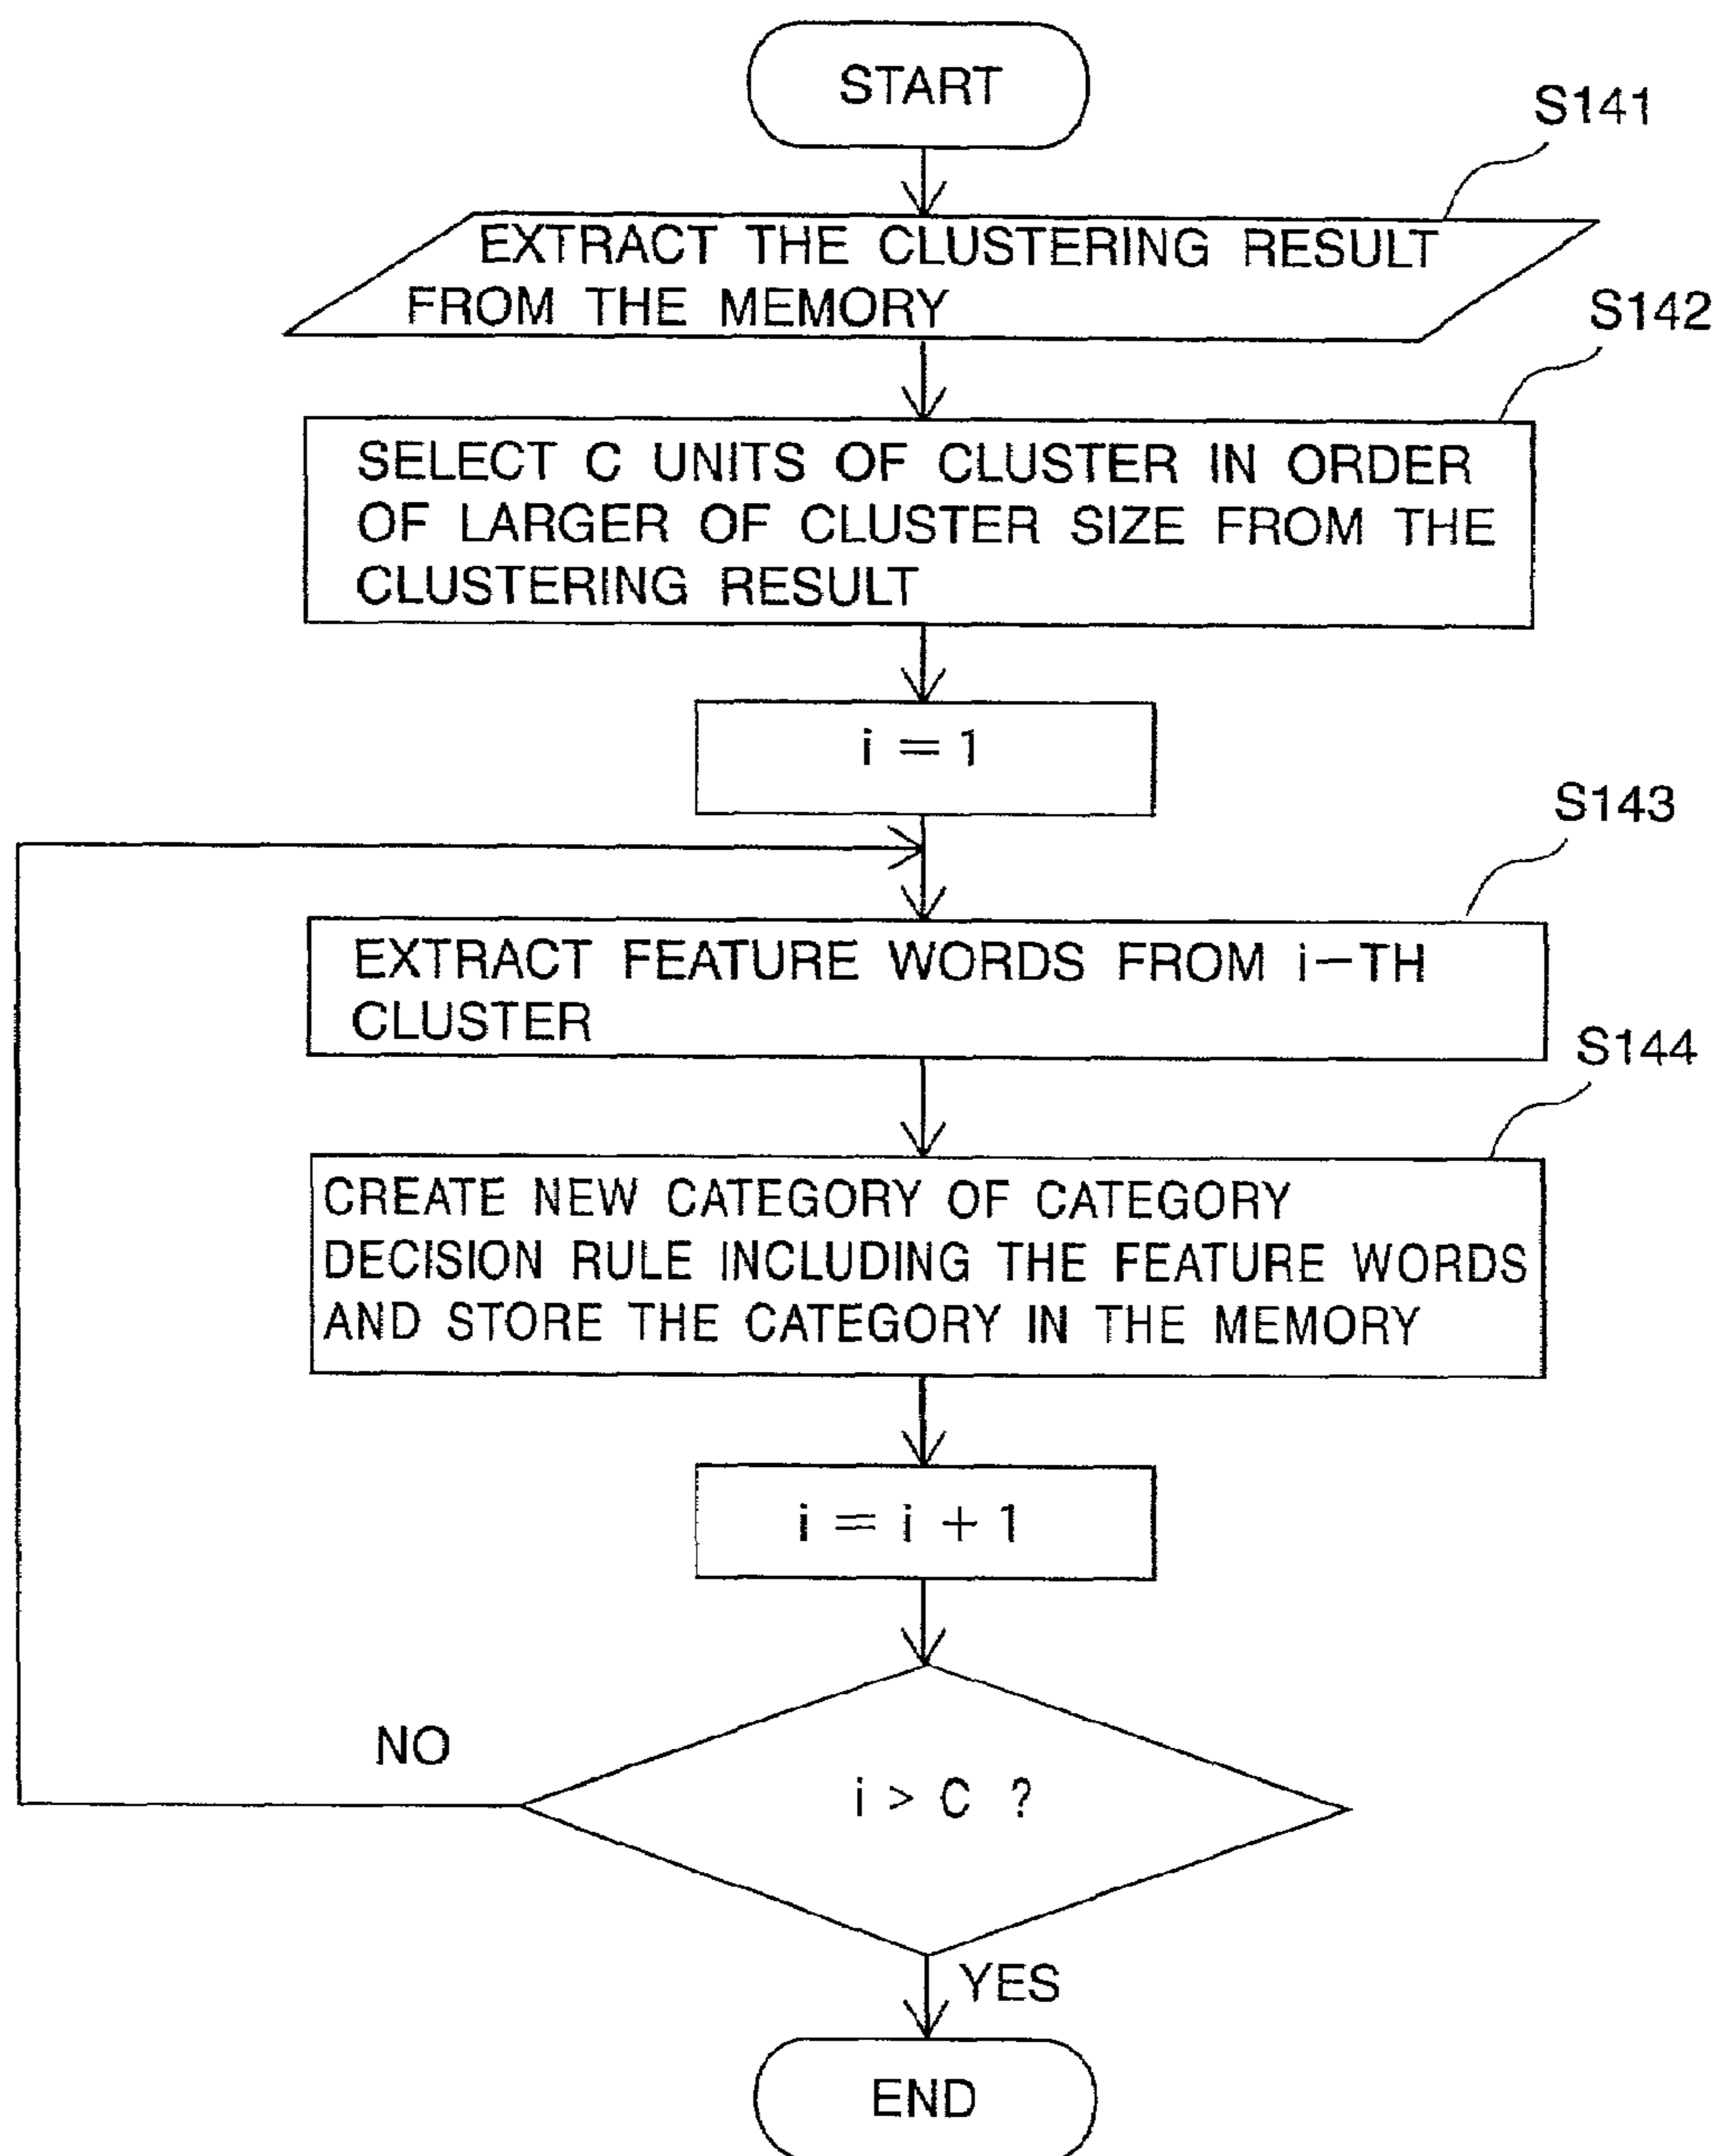 START
S141
EXTRACT THE CLUSTERING RESULT
FROM THE MEMORY
S142
SELECT C UNITS OF CLUSTER IN ORDER
OF LARGER OF CLUSTER SIZE FROM THE
CLUSTERING RESULT
i = 1
S143
EXTRACT FEATURE WORDS FROM i-TH
CLUSTER
S144
CREATE NEW CATEGORY OF CATEGORY
DECISION RULE INCLUDING THE FEATURE WORDS
AND STORE THE CATEGORY IN THE MEMORY
i = i + 1
NO
i > C ?
YES
END